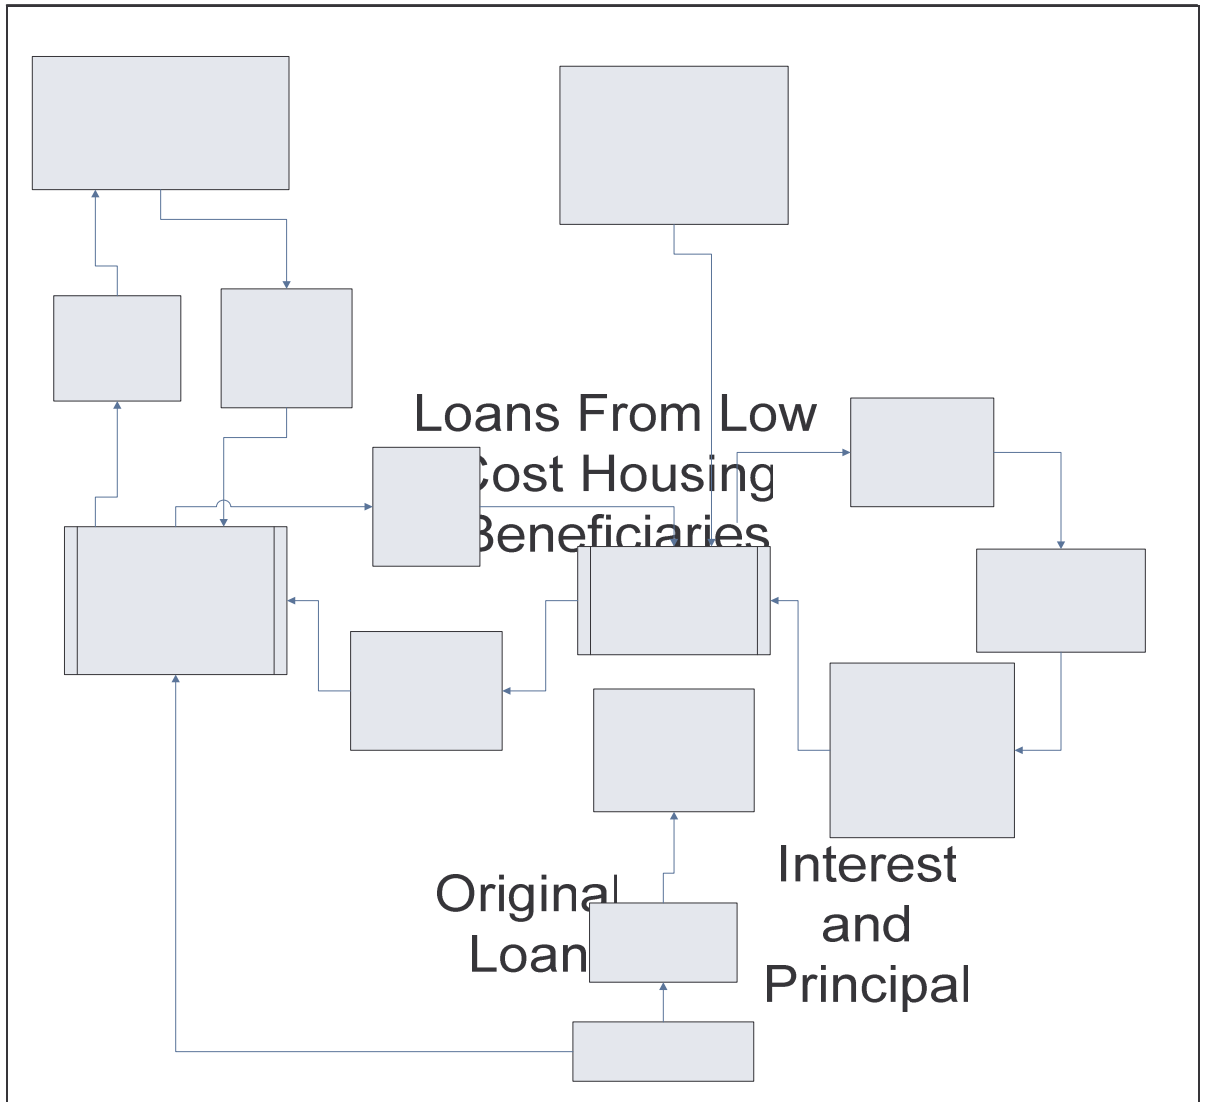 Loans From Low
Cost Housing
Beneficiaries
Original
Loan
Interest
and
Principal